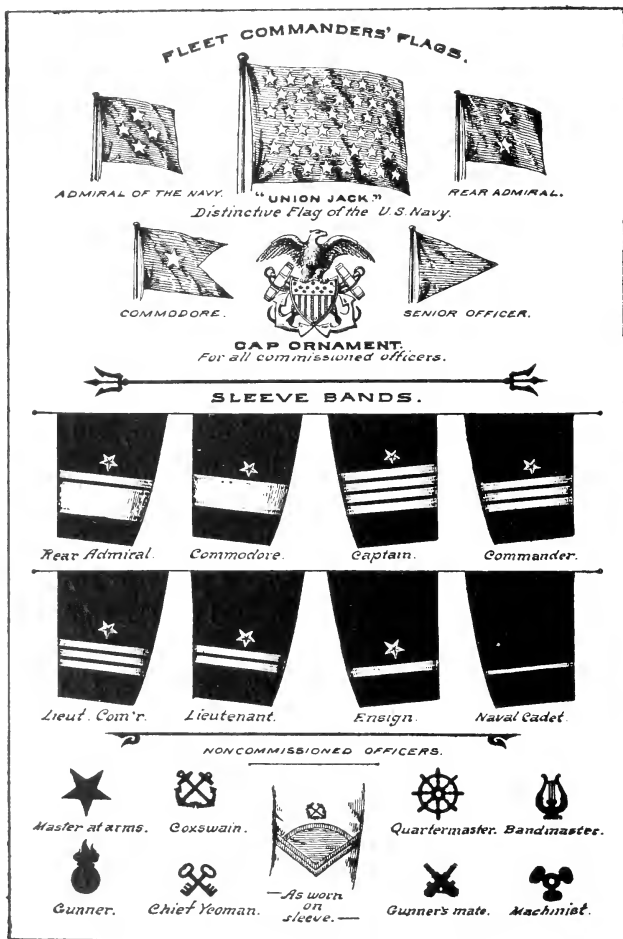 FLEET COMMANDERS' FLAGS.
ADMIRAL OF THE NAVY.
"UNION JACK."
REAR ADMIRAL.
Distinctive Flag of the U.S. Navy.
COMMODORE.
SENIOR OFFICER.
CAP ORNAMENT.
For all commissioned officers.
SLEEVE BANDS.
Rear Admiral. Commodore. Captain. Commander.
Lieut. Com'r. Lieutenant. Ensign. Naval Cadet.
NONCOMMISSIONED OFFICERS.
Master at arms. Coxswain. Quartermaster. Bandmaster.
Gunner. Chief Yeoman. Gunner's mate. Machinist.
—As worn
on
sleeve.—